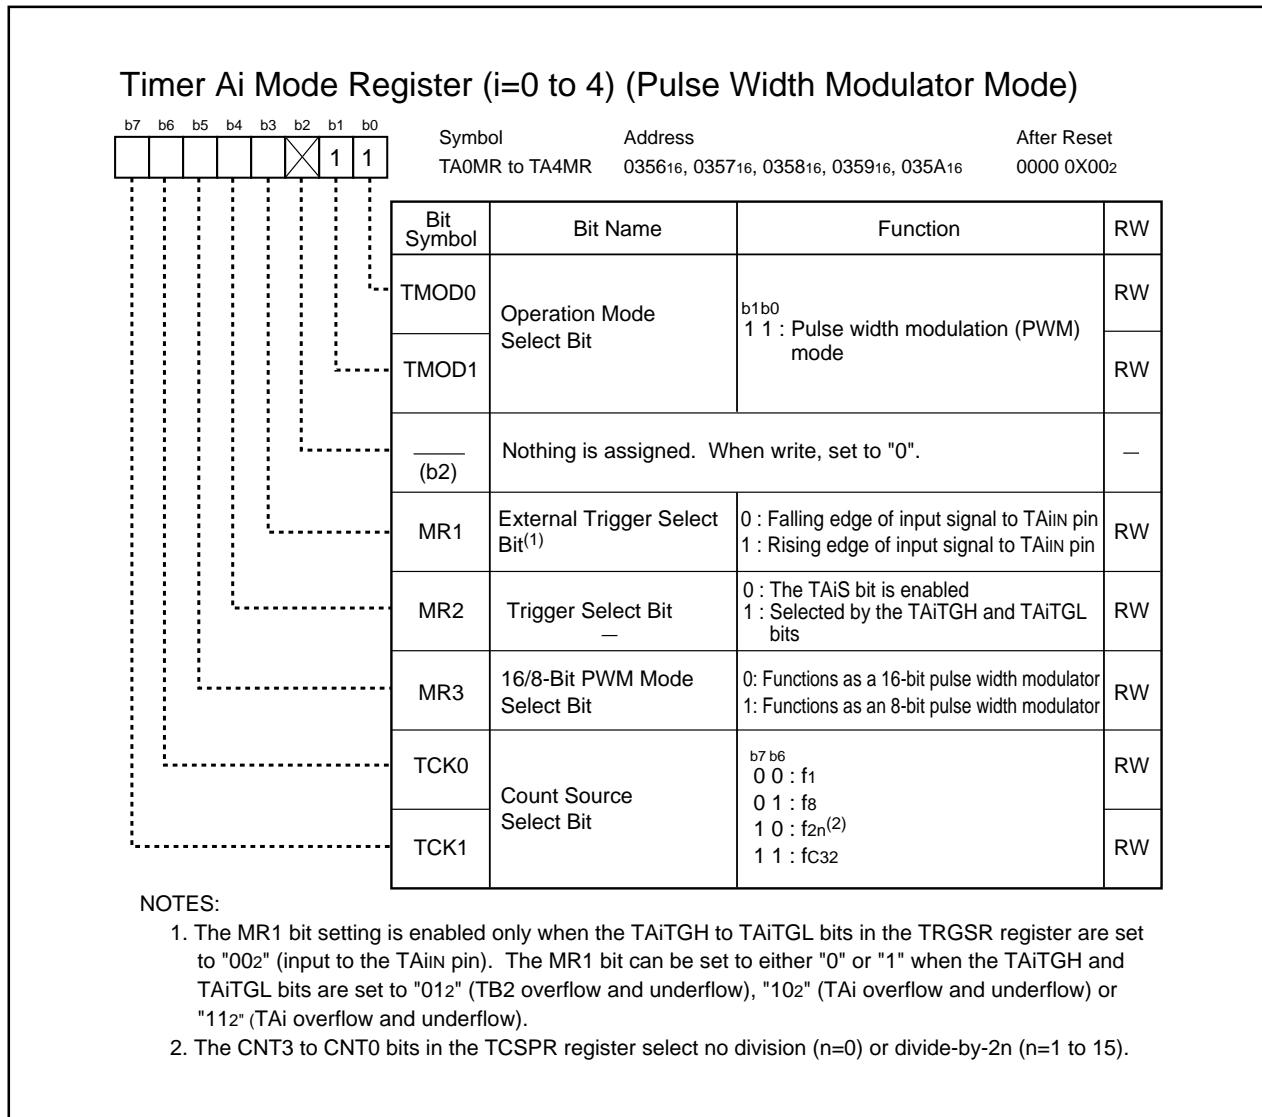 Timer Ai Mode Register (i=0 to 4) (Pulse Width Modulator Mode)
b7 b6 b5 b4 b3 b2 b1 b0
1 1
Symbol Address After Reset
TA0MR to TA4MR 035616, 035716, 035816, 035916, 035A16 0000 0X002
Bit Symbol Bit Name Function RW
TMOD0 RW
Operation Mode
Select Bit
b1b0
1 1 : Pulse width modulation (PWM)
mode
TMOD1 RW
(b2) Nothing is assigned. When write, set to "0". —
MR1 External Trigger Select
Bit(1)
0 : Falling edge of input signal to TAiIN pin
1 : Rising edge of input signal to TAiIN pin
RW
MR2 Trigger Select Bit
—
0 : The TAiS bit is enabled
1 : Selected by the TAiTGH and TAiTGL
bits
RW
MR3 16/8-Bit PWM Mode
Select Bit
0: Functions as a 16-bit pulse width modulator
1: Functions as an 8-bit pulse width modulator
RW
TCK0 RW
Count Source
Select Bit
b7 b6
0 0 : f1
0 1 : f8
1 0 : f2n(2)
1 1 : fC32
TCK1 RW
NOTES:
1. The MR1 bit setting is enabled only when the TAiTGH to TAiTGL bits in the TRGSR register are set
to "002" (input to the TAiIN pin). The MR1 bit can be set to either "0" or "1" when the TAiTGH and
TAiTGL bits are set to "012" (TB2 overflow and underflow), "102" (TAi overflow and underflow) or
"112" (TAi overflow and underflow).
2. The CNT3 to CNT0 bits in the TCSPR register select no division (n=0) or divide-by-2n (n=1 to 15).